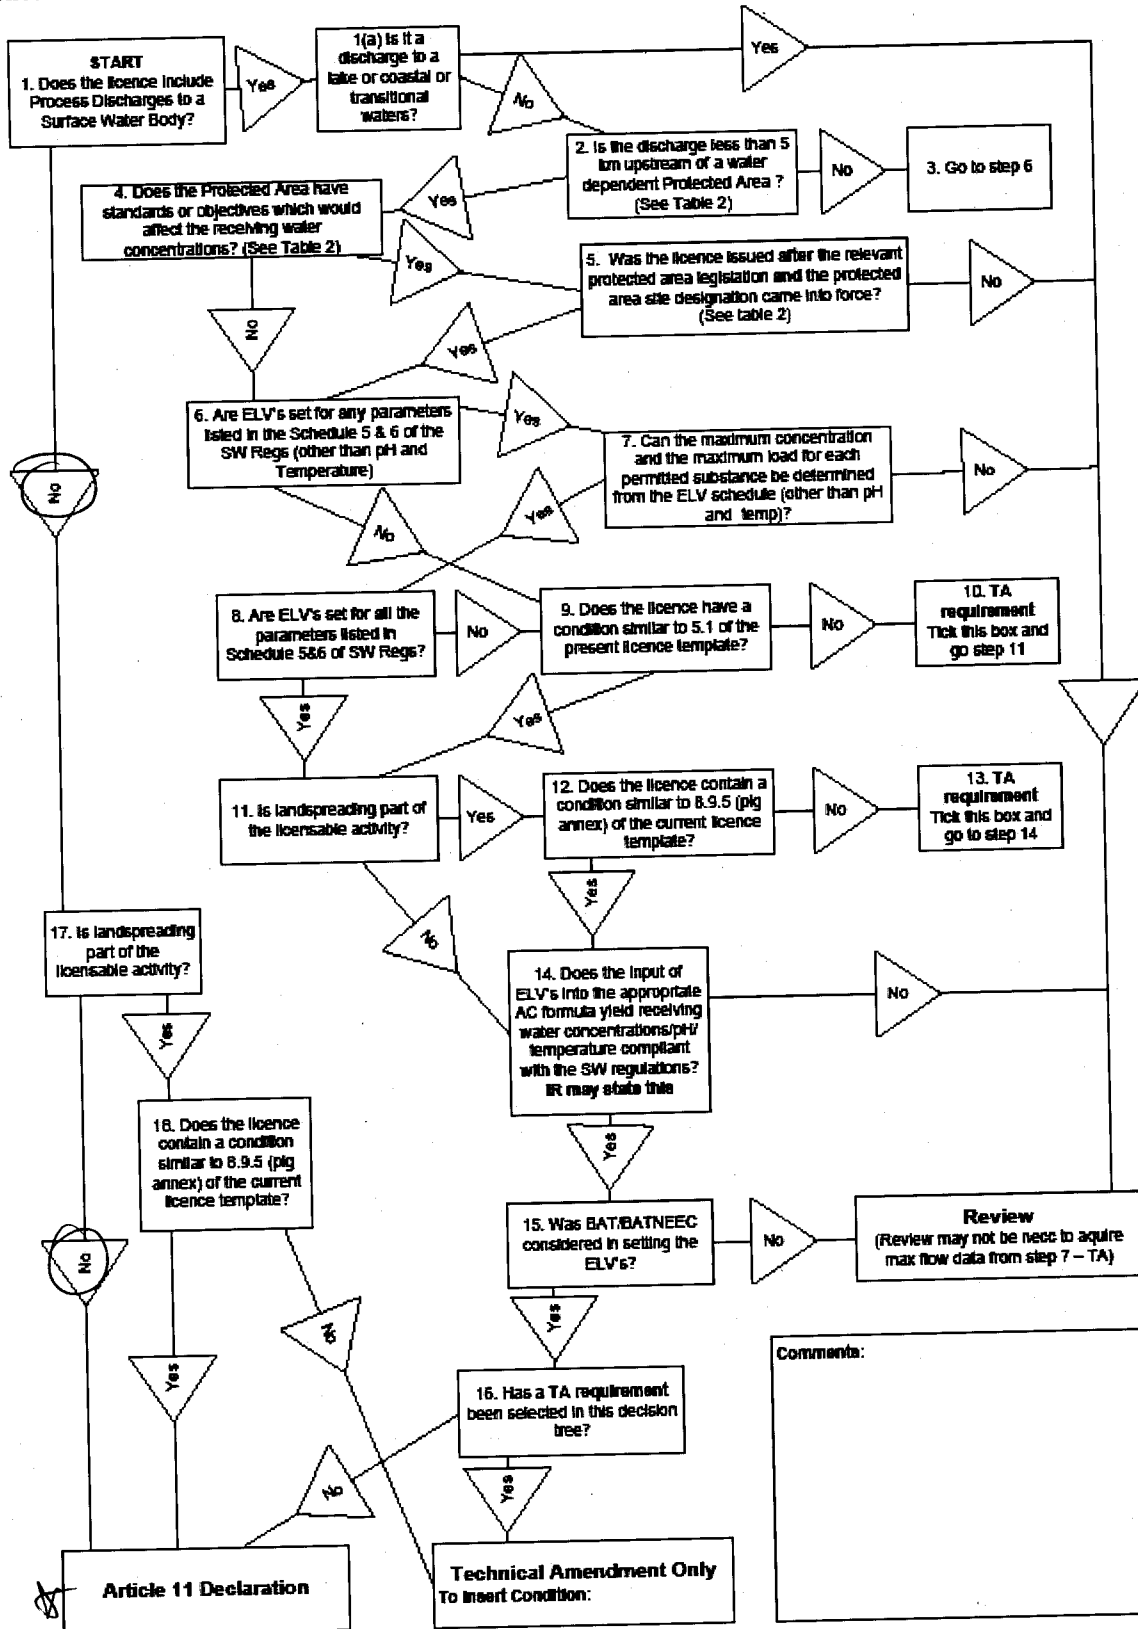 START
1. Does the licence include
Process Discharges to a
Surface Water Body?
Yes
1(a) Is it a
discharge to a
lake or coastal or
transitional
waters?
Yes
No
2. Is the discharge less than 5
km upstream of a water
dependent Protected Area ?
(See Table 2)
No
3. Go to step 6
Yes
4. Does the Protected Area have
standards or objectives which would
affect the receiving water
concentrations? (See Table 2)
Yes
5. Was the licence issued after the relevant
protected area legislation and the protected
area site designation came into force?
(See table 2)
No
No
Yes
6. Are ELV's set for any parameters
listed in the Schedule 5 & 6 of the
SW Regs (other than pH and
Temperature)
Yes
7. Can the maximum concentration
and the maximum load for each
permitted substance be determined
from the ELV schedule (other than pH
and temp)?
No
No
No
Yes
8. Are ELV's set for all the
parameters listed in
Schedule 5&6 of SW Regs?
No
9. Does the licence have a
condition similar to 5.1 of the
present licence template?
No
10. TA
requirement
Tick this box and
go step 11
Yes
Yes
11. Is landspreading part of
the licensable activity?
Yes
12. Does the licence contain a
condition similar to 8.9.5 (pig
annex) of the current licence
template?
No
13. TA
requirement
Tick this box and
go to step 14
Yes
No
17. Is landspreading
part of the
licensable activity?
14. Does the input of
ELV's into the appropriate
AC formula yield receiving
water concentrations/pH/
temperature compliant
with the SW regulations?
IR may state this
No
Yes
18. Does the licence
contain a condition
similar to 8.9.5 (pig
annex) of the current
licence template?
Yes
15. Was BAT/BATNEEC
considered in setting the
ELV's?
No
Review
(Review may not be necc to aquire
max flow data from step 7 – TA)
No
No
Yes
Yes
16. Has a TA requirement
been selected in this decision
tree?
Comments:
No
Yes
Article 11 Declaration
Technical Amendment Only
To Insert Condition: